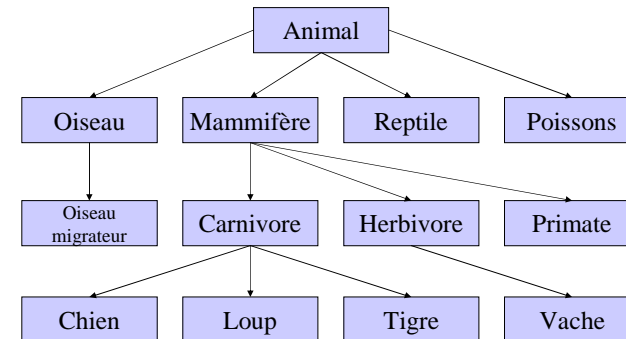 Animal
Oiseau
Mammifère
Reptile
Poissons
Oiseau
migrateur
Carnivore
Herbivore
Primate
Chien
Loup
Tigre
Vache